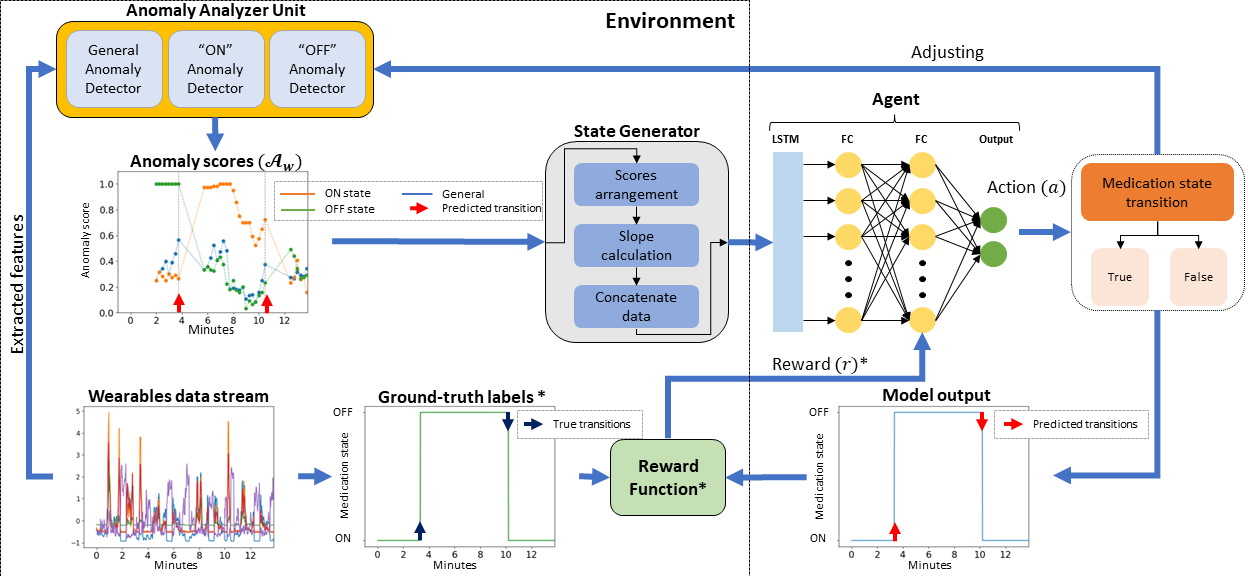 Environment
Anomaly Analyzer Unit
General
Anomaly
Detector
“ON”
Anomaly
Detector
“OFF”
Anomaly
Detector
Adjusting
Extracted features
Anomaly scores (𝒜w)
Anomaly score
1.0
0.8
0.6
0.4
0.2
0.0
0 2 4 6 8 10 12
Minutes
ON state
General
OFF state
Predicted transition
State Generator
Scores
arrangement
Slope
calculation
Concatenate
data
Agent
LSTM
FC
FC
Output
Action (a)
Medication state
transition
True
False
Reward (r)*
Wearables data stream
5
4
3
2
1
0
−1
0 2 4 6 8 10 12
Minutes
Ground-truth labels *
OFF
Medication state
ON
0 2 4 6 8 10 12
Minutes
True transitions
Reward
Function*
Model output
OFF
Medication state
ON
0 2 4 6 8 10 12
Minutes
Predicted transitions